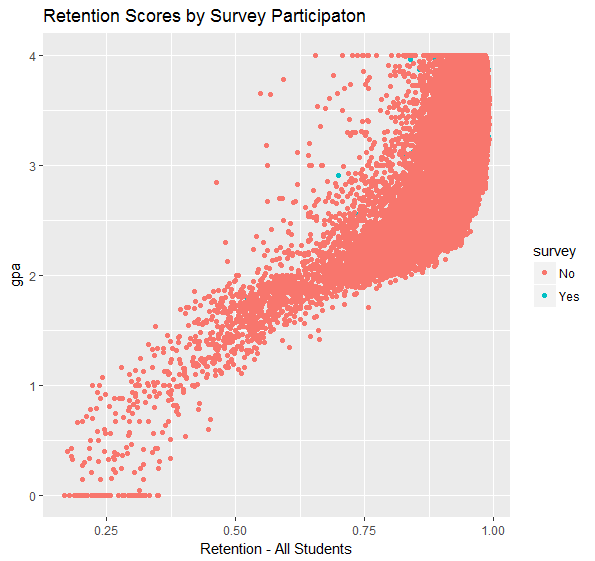 Retention Scores by Survey Participaton
4
3
2
1
0
gpa
0.25 0.50 0.75 1.00
Retention - All Students
survey
No
Yes